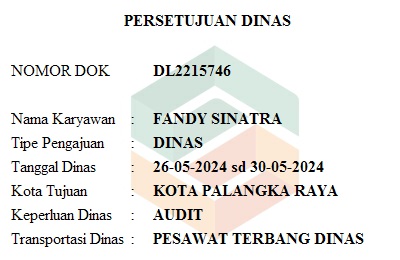 PERSETUJUAN DINAS
NOMOR DOK DL2215746
Nama Karyawan : FANDY SINATRA
Tipe Pengajuan : DINAS
Tanggal Dinas : 26-05-2024 sd 30-05-2024
Kota Tujuan : KOTA PALANGKA RAYA
Keperluan Dinas : AUDIT
Transportasi Dinas : PESAWAT TERBANG DINAS